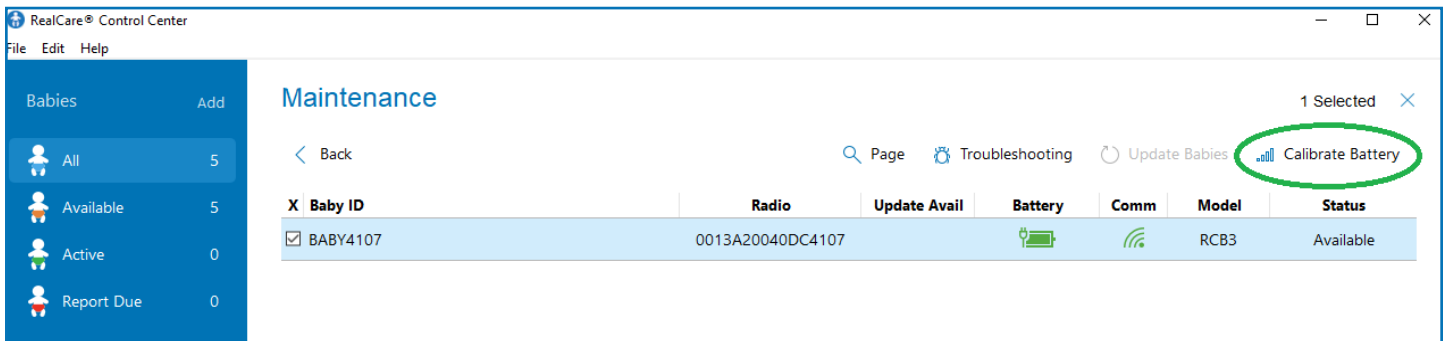 RealCare® Control Center
File Edit Help
Babies Add
All 5
Available 5
Active 0
Report Due 0
Maintenance
1 Selected
Back
Page Troubleshooting Update Babies Calibrate Battery
X Baby ID Radio Update Avail Battery Comm Model Status
BABY4107 0013A20040DC4107 RCB3 Available